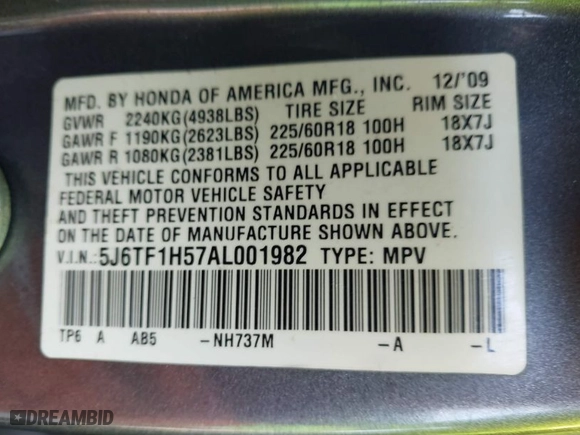 MFD. BY HONDA OF AMERICA MFG., INC. 12/'09
GVWR 2240KG(4938LBS) TIRE SIZE RIM SIZE
GAWR F 1190KG(2623LBS) 225/60R18 100H 18X7J
GAWR R 1080KG(2381LBS) 225/60R18 100H 18X7J
THIS VEHICLE CONFORMS TO ALL APPLICABLE
FEDERAL MOTOR VEHICLE SAFETY
AND THEFT PREVENTION STANDARDS IN EFFECT
ON THE DATE OF MANUFACTURE SHOWN ABOVE.
V.I.N.:5J6TF1H57AL001982 TYPE: MPV
TP6 A AB5 -NH737M -A -L
DREAMBID